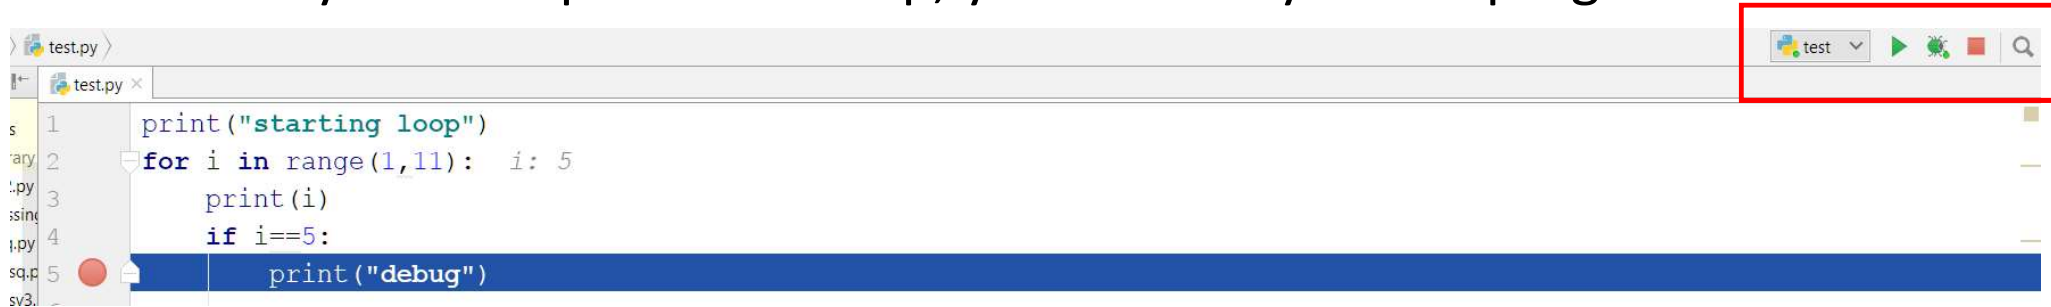 test.py
test
test.py
1 print("starting loop")
2 for i in range(1,11): i: 5
3 print(i)
4 if i==5:
5 print("debug")